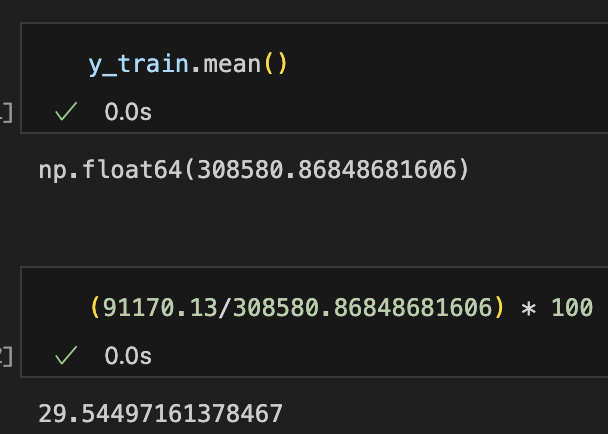 y_train.mean()
]
0.0s
np.float64(308580.86848681606)
(91170.13/308580.86848681606) * 100
]
0.0s
29.54497161378467